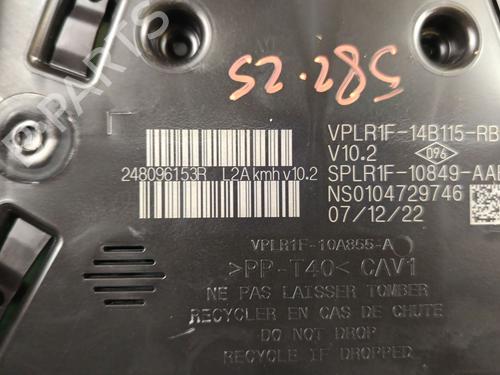 582.25
VPLR1F-14B115-RB
V10.2
096
248096153R L2A kmh v10.2
SPLR1F-10849-AAE
NS0104729746
07/12/22
VPLR1F-10A855-A
>PP-T40< CAV1
NE PAS LAISSER TOMBER
RECYCLER EN CAS DE CHUTE
DO NOT DROP
RECYCLE IF DROPPED